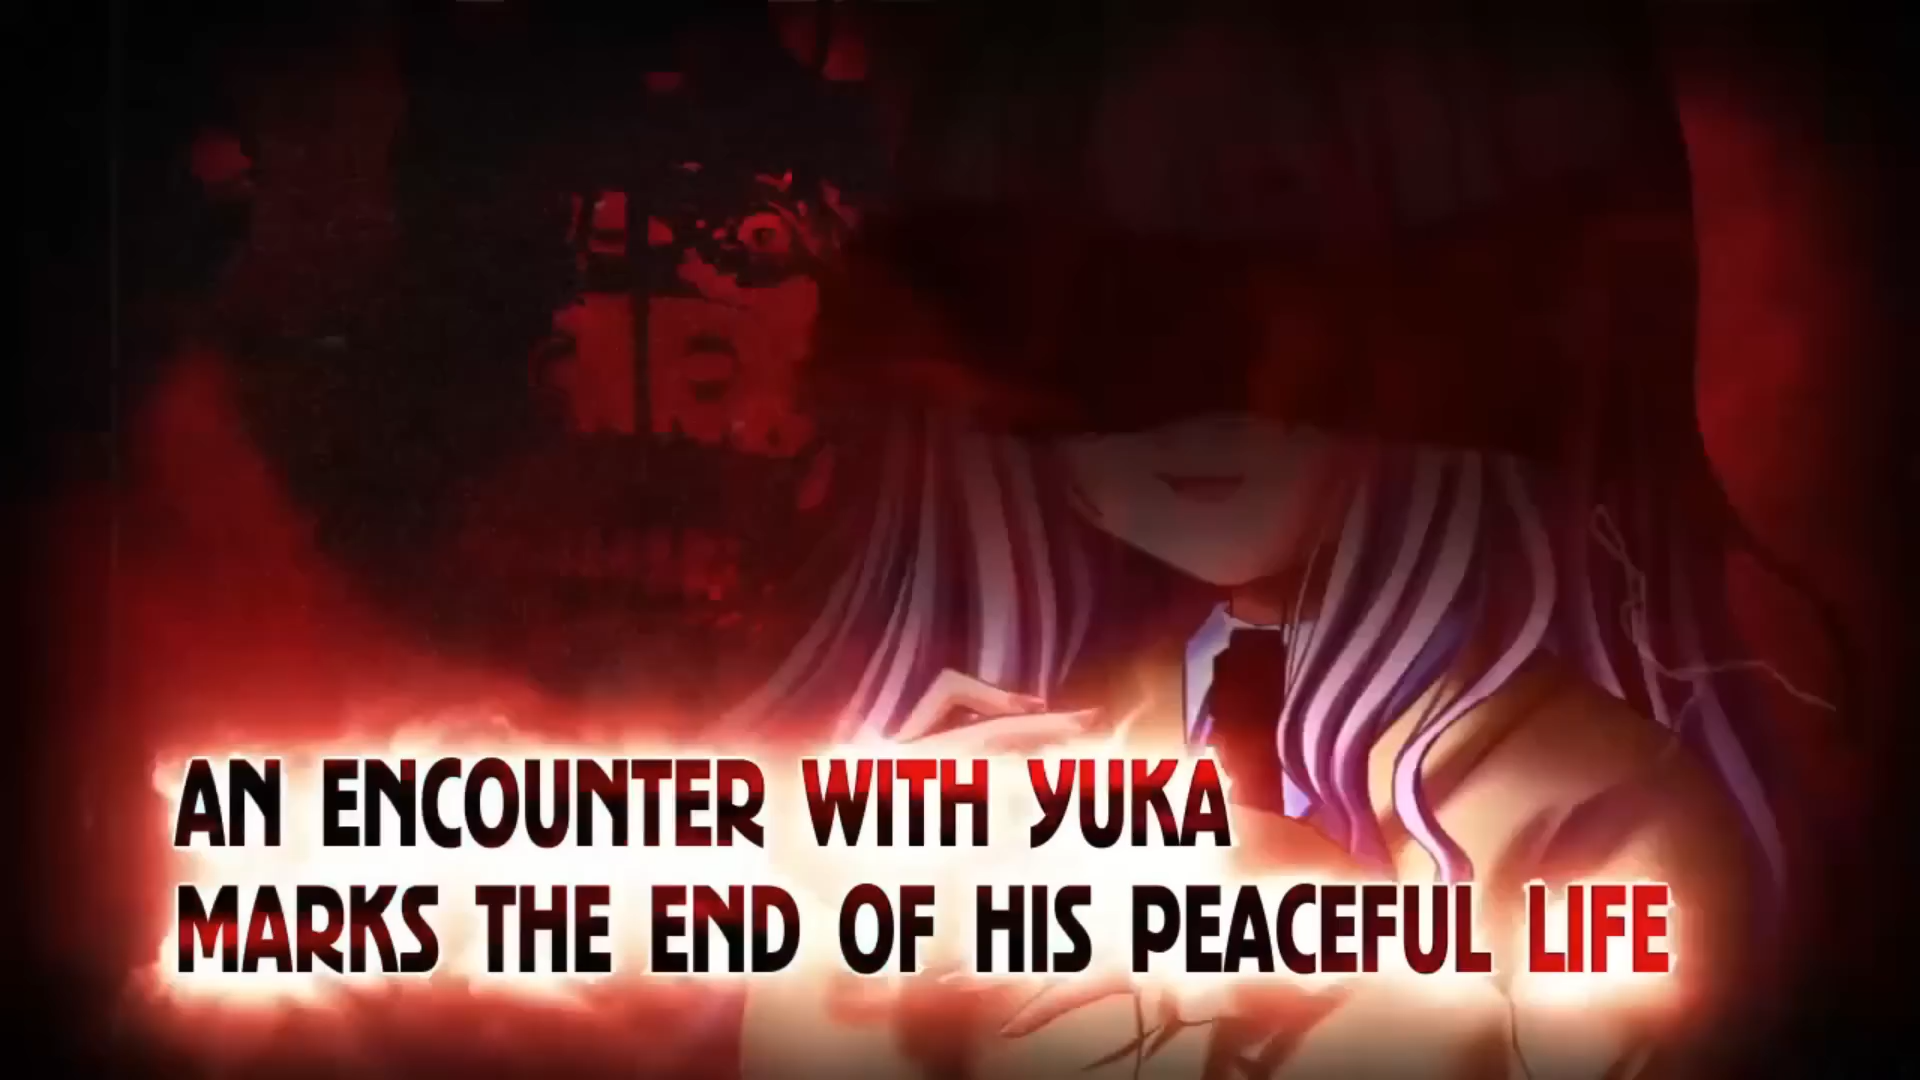 AN ENCOUNTER WITH YUKA
MARKS THE END OF HIS PEACEFUL LIFE